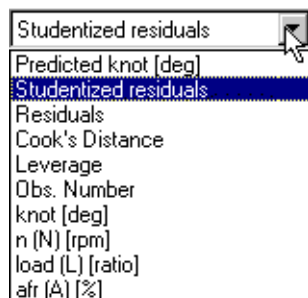 Studentized residuals
Predicted knot [deg]
Studentized residuals
Residuals
Cook's Distance
Leverage
Obs. Number
knot [deg]
n (N) [rpm]
load (L) [ratio]
afr (A) [%]